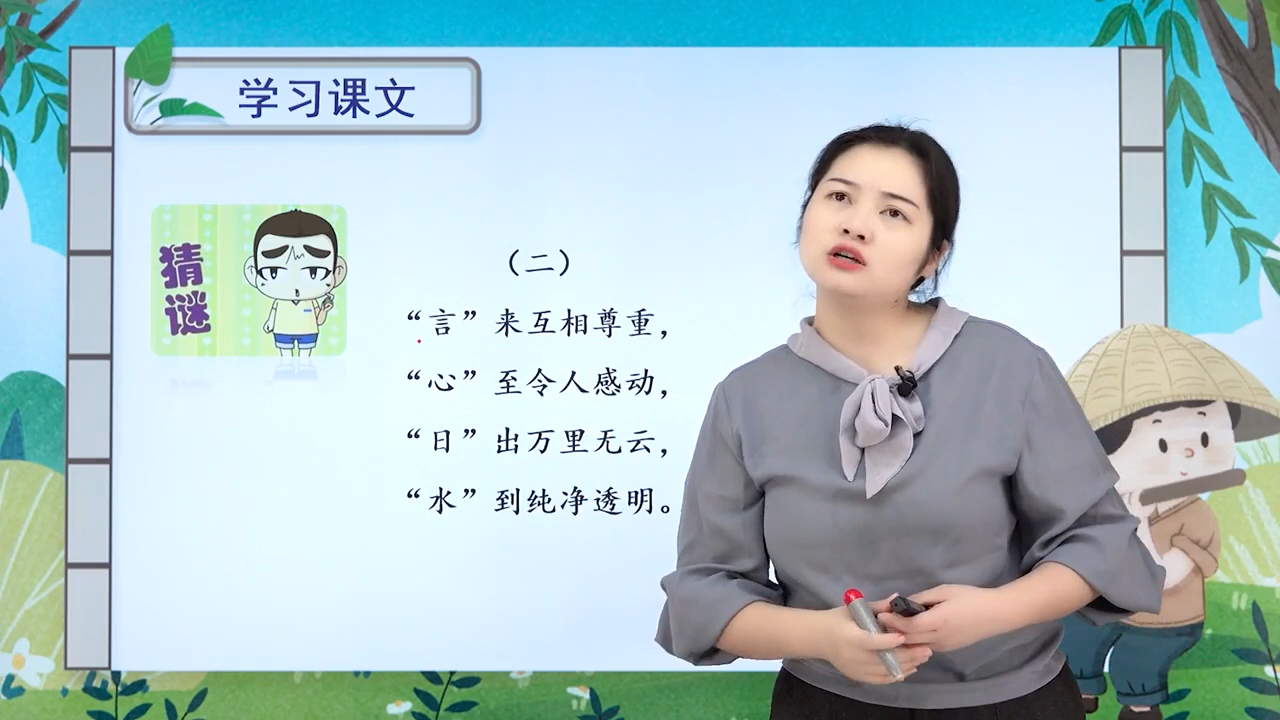 学习课文
猜
谜
（二）
“言”来互相尊重，
“心”至令人感动，
“日”出万里无云，
“水”到纯净透明。